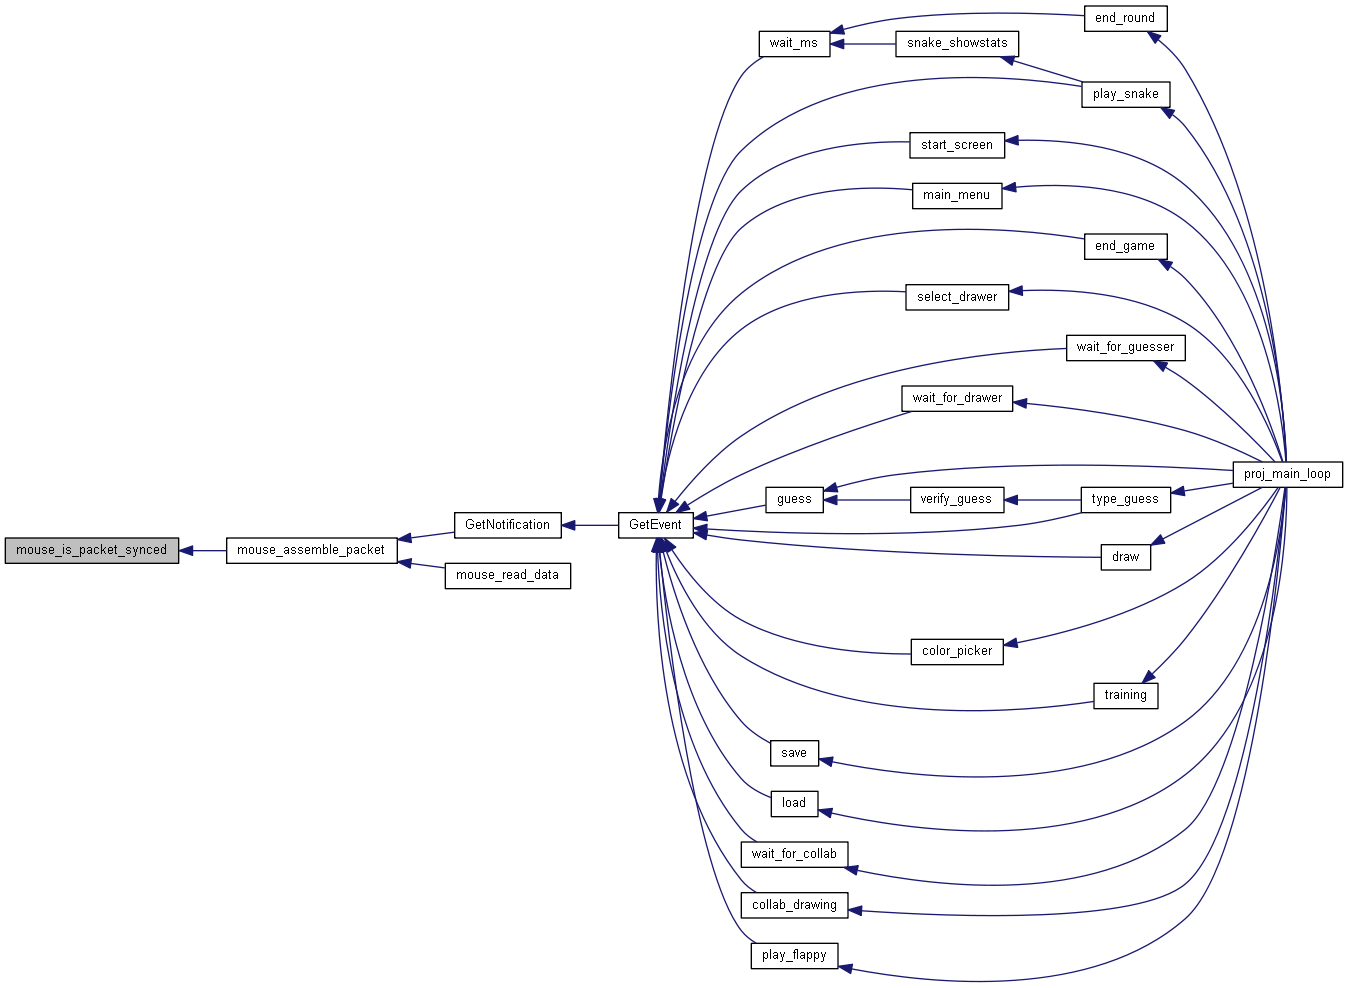 end_round
wait_ms
snake_showstats
play_snake
start_screen
main_menu
end_game
select_drawer
wait_for_guesser
wait_for_drawer
proj_main_loop
guess
verify_guess
type_guess
GetNotification
GetEvent
mouse_is_packet_synced
mouse_assemble_packet
draw
mouse_read_data
color_picker
training
save
load
wait_for_collab
collab_drawing
play_flappy